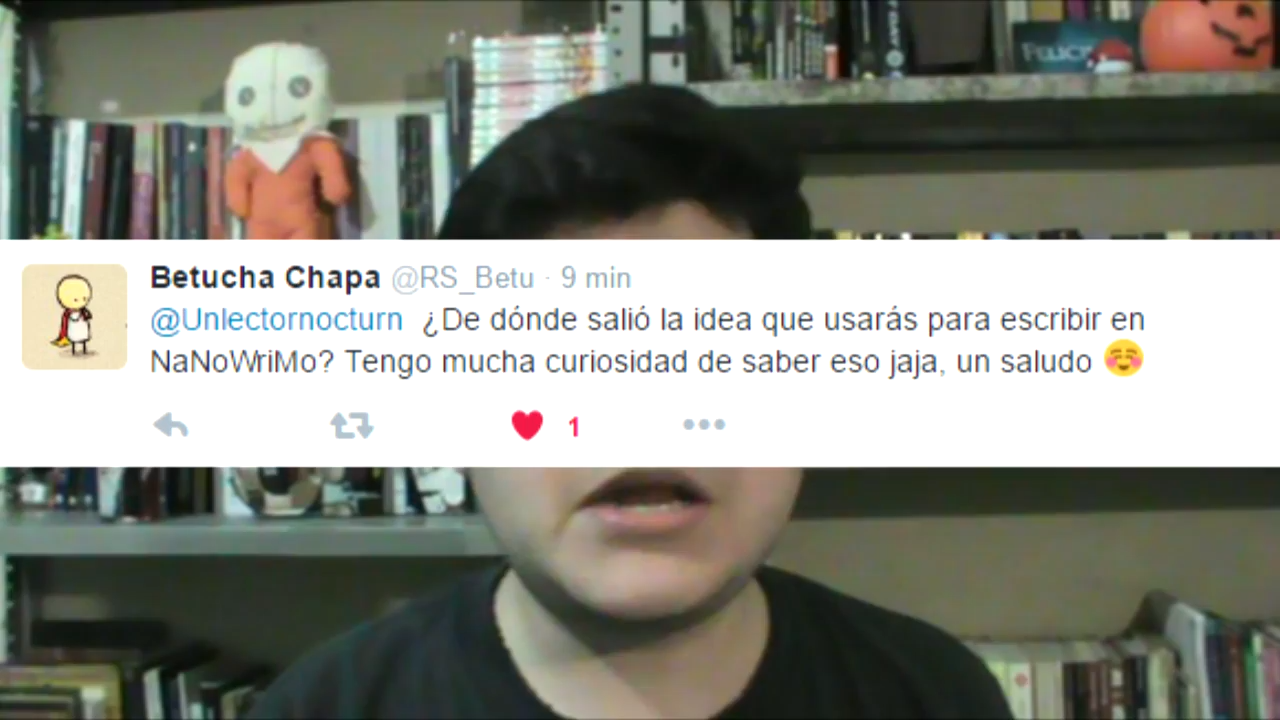 FELICES
Betucha Chapa @RS_Betu · 9 min
@Unlectornocturn ¿De dónde salió la idea que usarás para escribir en
NaNoWriMo? Tengo mucha curiosidad de saber eso jaja, un saludo ☺️
1